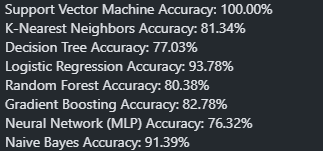 Support Vector Machine Accuracy: 100.00%
K-Nearest Neighbors Accuracy: 81.34%
Decision Tree Accuracy: 77.03%
Logistic Regression Accuracy: 93.78%
Random Forest Accuracy: 80.38%
Gradient Boosting Accuracy: 82.78%
Neural Network (MLP) Accuracy: 76.32%
Naive Bayes Accuracy: 91.39%